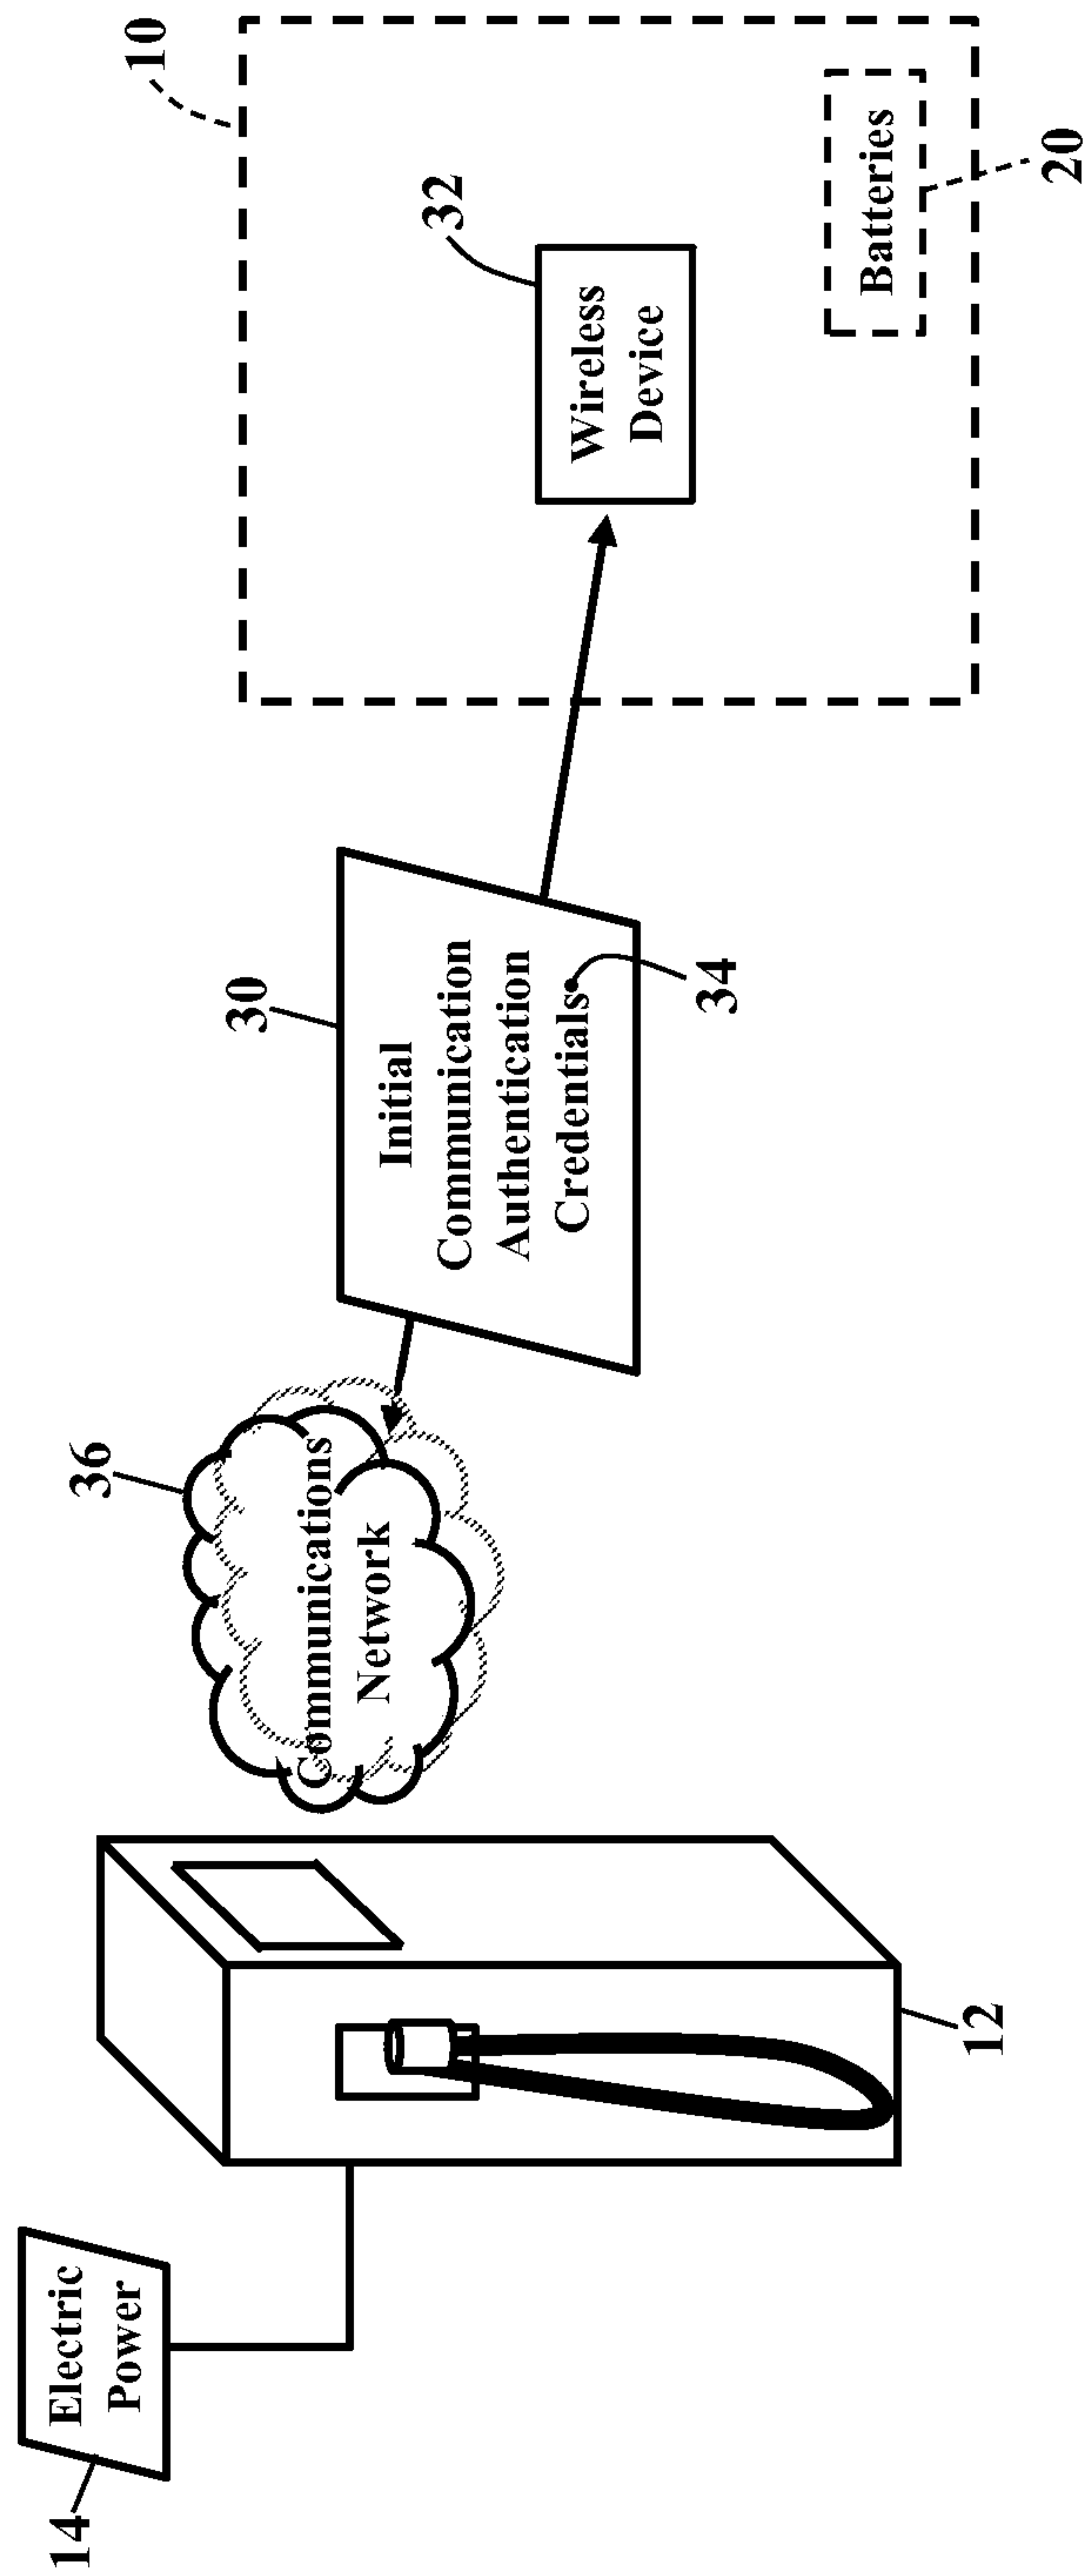 14
Electric
Power
12
36
Communications
Network
30
Initial
Communication
Authentication
Credentials
34
10
32
Wireless
Device
Batteries
20